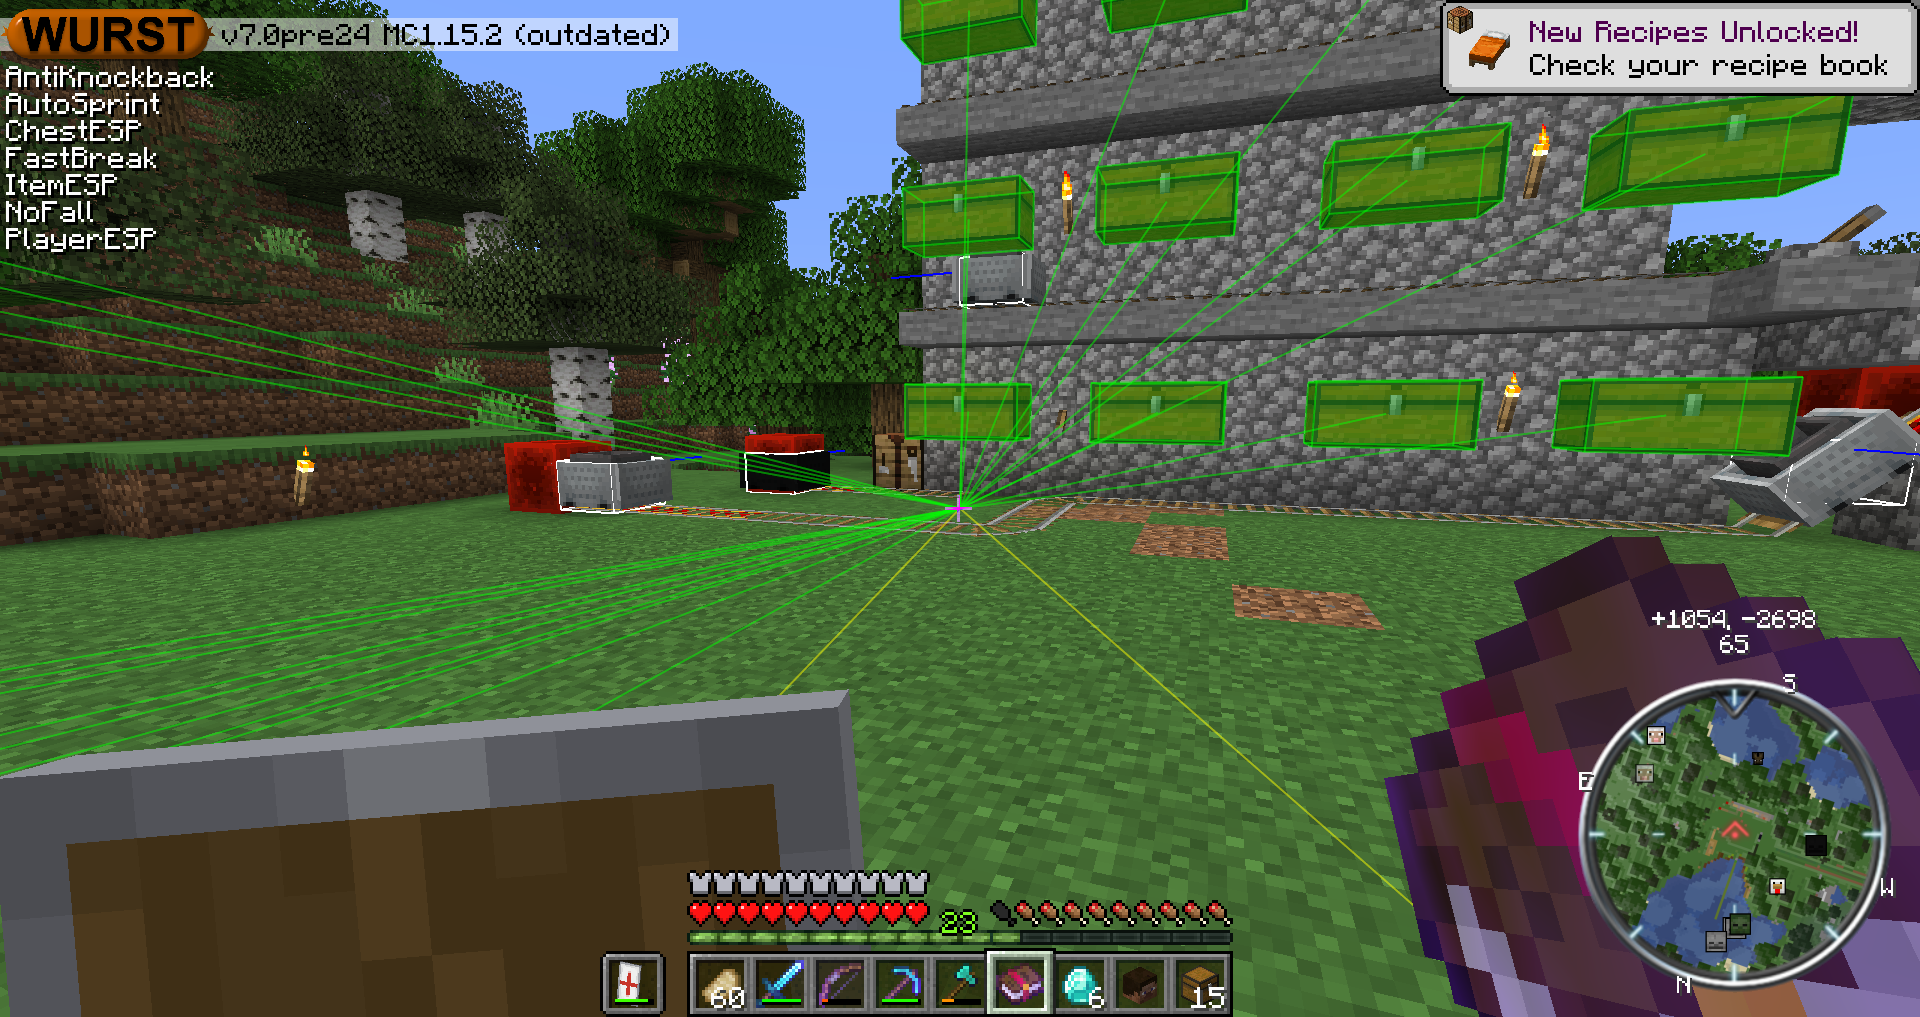 WURST v7.0pre24 MC1.15.2 (outdated)
AntiKnockback
AutoSprint
ChestESP
FastBreak
ItemESP
NoFall
PlayerESP
New Recipes Unlocked!
Check your recipe book
+1054, -2698
65
S
E
W
N
28
60
6
15